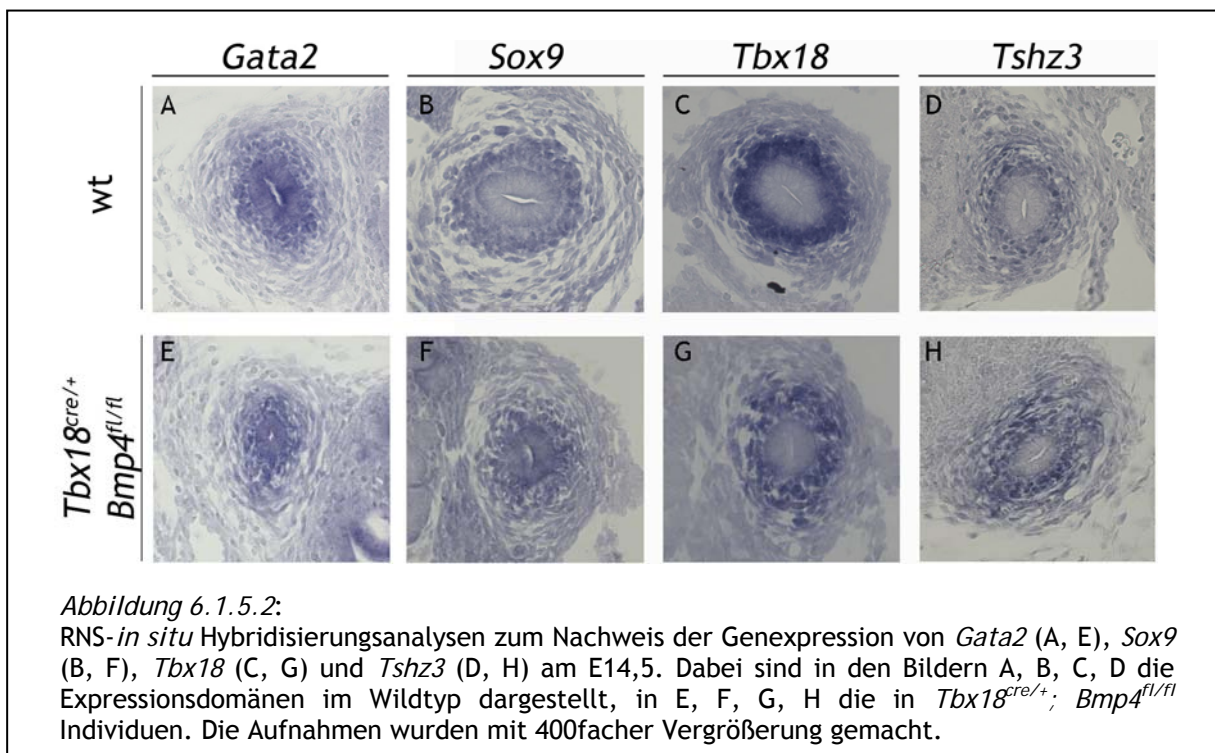 Gata2 Sox9 Tbx18 Tshz3
wt
A B C D
Tbx18cre/+
Bmp4fl/fl
E F G H
Abbildung 6.1.5.2:
RNS-in situ Hybridisierungsanalysen zum Nachweis der Genexpression von Gata2 (A, E), Sox9
(B, F), Tbx18 (C, G) und Tshz3 (D, H) am E14,5. Dabei sind in den Bildern A, B, C, D die
Expressionsdomänen im Wildtyp dargestellt, in E, F, G, H die in Tbx18cre/+; Bmp4fl/fl
Individuen. Die Aufnahmen wurden mit 400facher Vergrößerung gemacht.